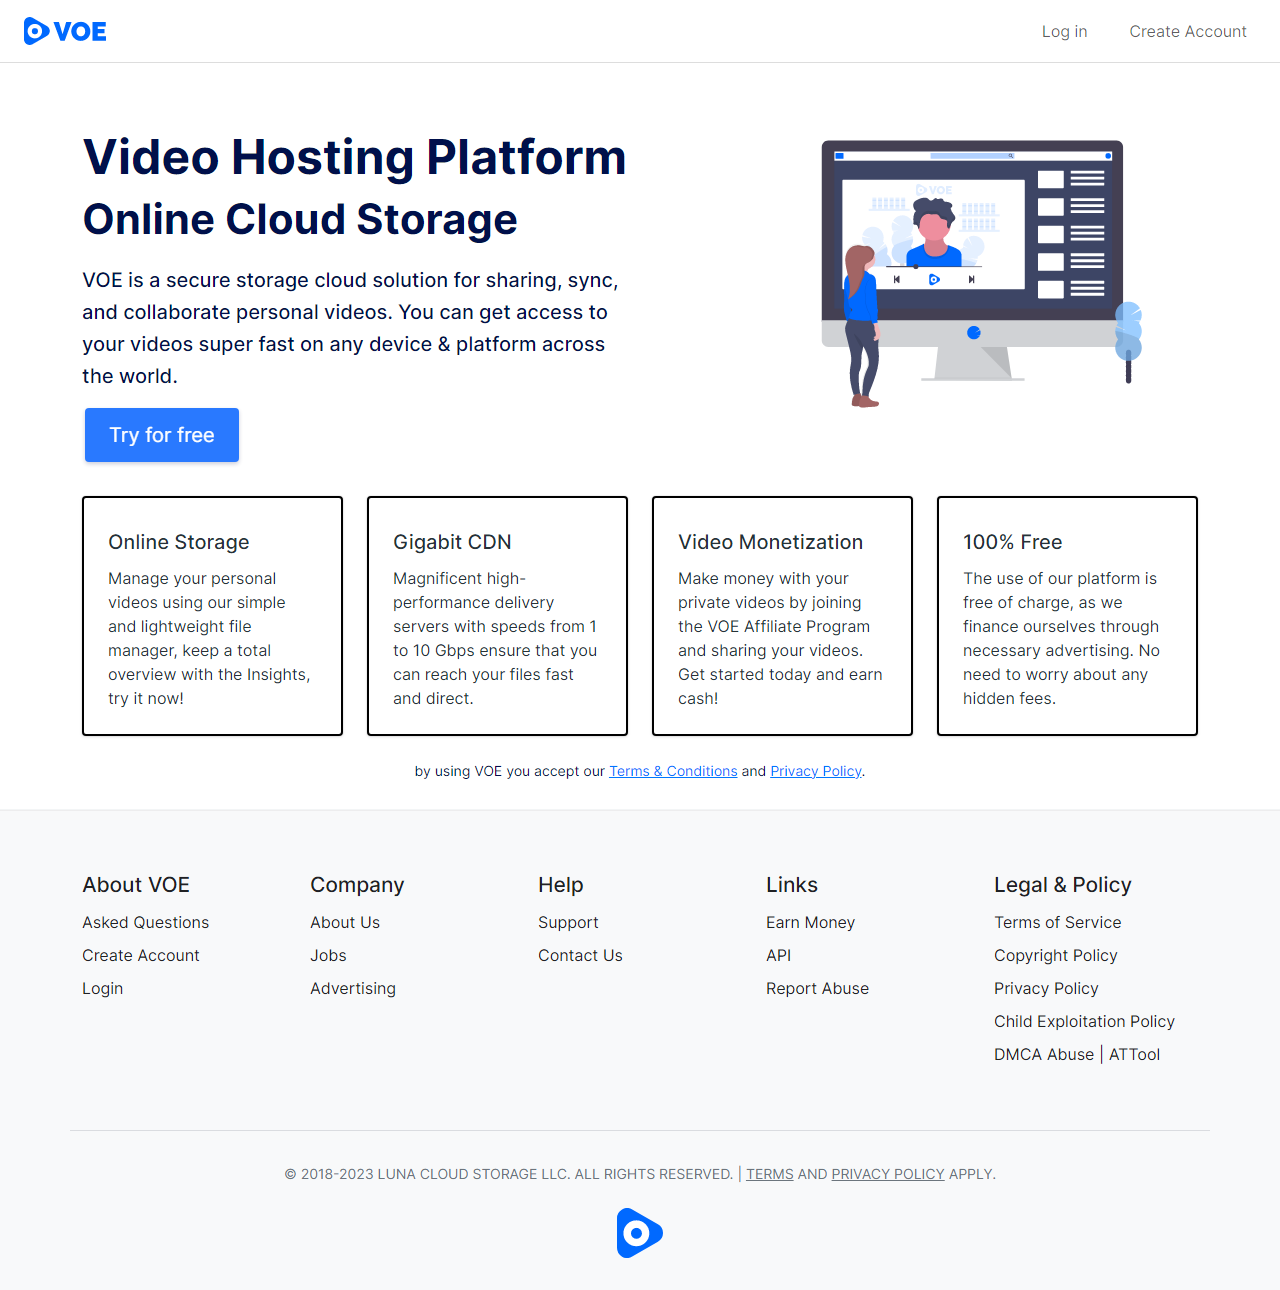 VOE
Log in
Create Account
Video Hosting Platform
Online Cloud Storage
VOE is a secure storage cloud solution for sharing, sync,
and collaborate personal videos. You can get access to
your videos super fast on any device & platform across
the world.
Try for free
VOE
Online Storage
Manage your personal
videos using our simple
and lightweight file
manager, keep a total
overview with the Insights,
try it now!
Gigabit CDN
Magnificent high-
performance delivery
servers with speeds from 1
to 10 Gbps ensure that you
can reach your files fast
and direct.
Video Monetization
Make money with your
private videos by joining
the VOE Affiliate Program
and sharing your videos.
Get started today and earn
cash!
100% Free
The use of our platform is
free of charge, as we
finance ourselves through
necessary advertising. No
need to worry about any
hidden fees.
by using VOE you accept our Terms & Conditions and Privacy Policy.
About VOE
Asked Questions
Create Account
Login
Company
About Us
Jobs
Advertising
Help
Support
Contact Us
Links
Earn Money
API
Report Abuse
Legal & Policy
Terms of Service
Copyright Policy
Privacy Policy
Child Exploitation Policy
DMCA Abuse | ATTool
© 2018-2023 LUNA CLOUD STORAGE LLC. ALL RIGHTS RESERVED. | TERMS AND PRIVACY POLICY APPLY.